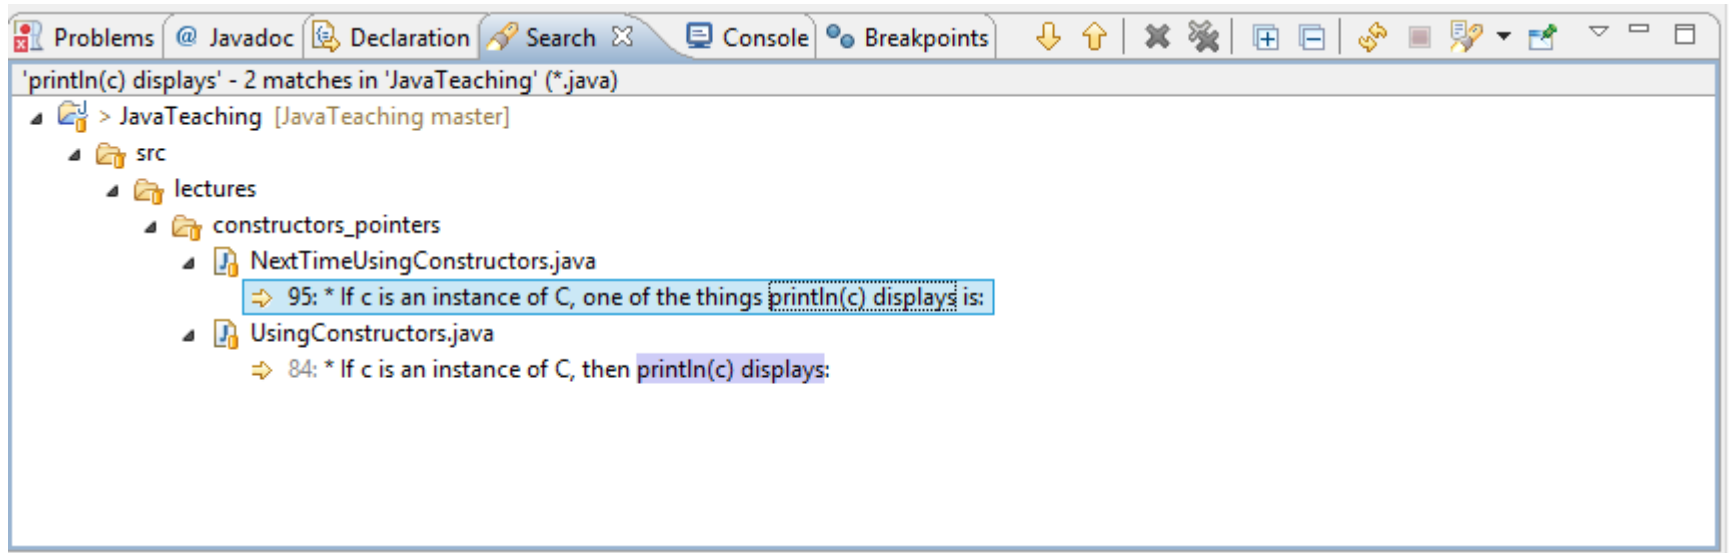 Problems @ Javadoc Declaration Search Console Breakpoints
'println(c) displays' - 2 matches in 'JavaTeaching' (*.java)
> JavaTeaching [JavaTeaching master]
src
lectures
constructors_pointers
NextTimeUsingConstructors.java
95: * If c is an instance of C, one of the things println(c) displays is:
UsingConstructors.java
84: * If c is an instance of C, then println(c) displays: